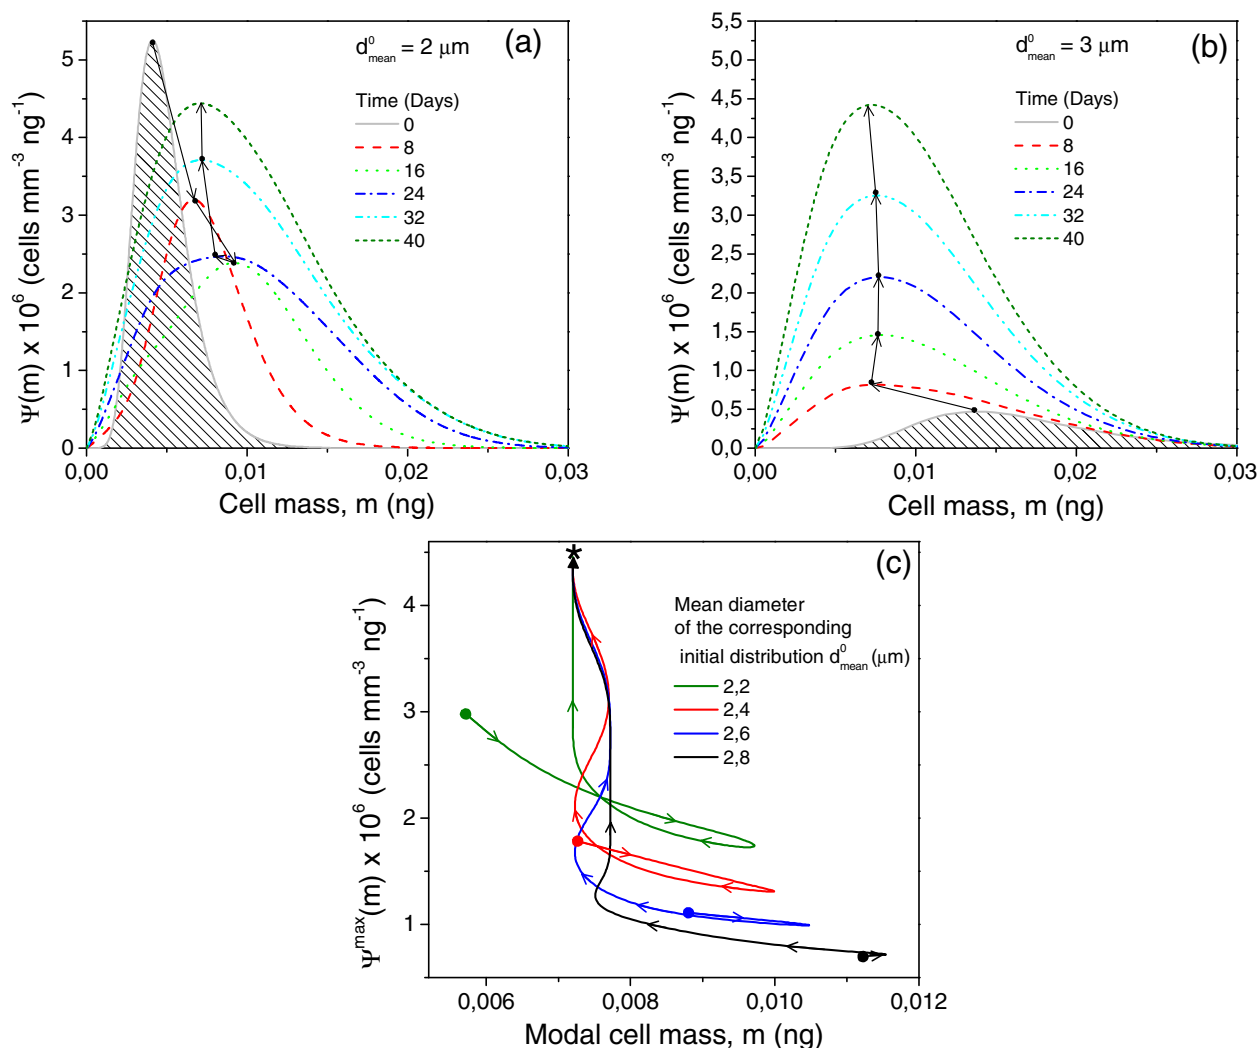 (a)
d⁰mean = 2 μm
Time (Days)
0
8
16
24
32
40
Ψ(m) x 10⁶ (cells mm⁻³ ng⁻¹)
5
4
3
2
1
0
0,00 0,01 0,02 0,03
Cell mass, m (ng)
(b)
d⁰mean = 3 μm
Time (Days)
0
8
16
24
32
40
Ψ(m) x 10⁶ (cells mm⁻³ ng⁻¹)
5,5
5,0
4,5
4,0
3,5
3,0
2,5
2,0
1,5
1,0
0,5
0,0
0,00 0,01 0,02 0,03
Cell mass, m (ng)
(c)
Mean diameter
of the corresponding
initial distribution d⁰mean (μm)
2,2
2,4
2,6
2,8
Ψmax(m) x 10⁶ (cells mm⁻³ ng⁻¹)
4
3
2
1
0,006 0,008 0,010 0,012
Modal cell mass, m (ng)